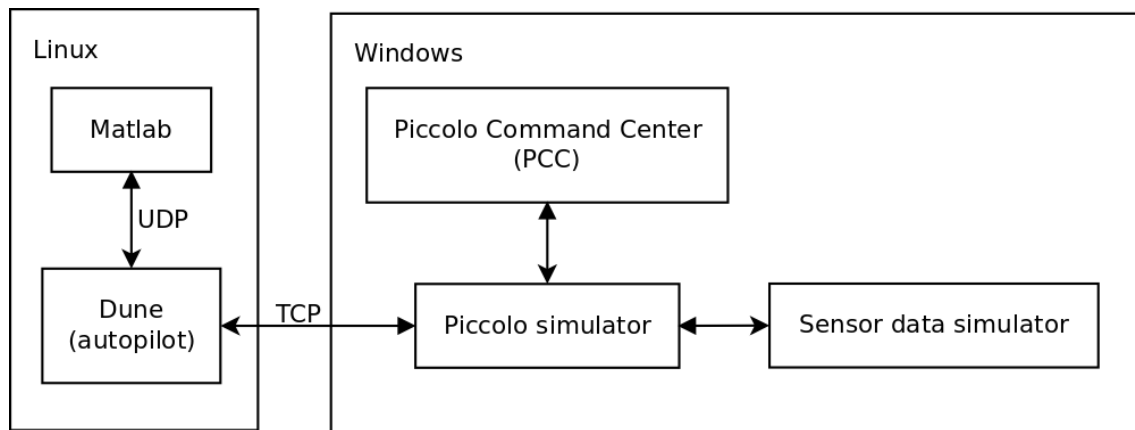 Linux
Matlab
UDP
Dune
(autopilot)
TCP
Windows
Piccolo Command Center
(PCC)
Piccolo simulator
Sensor data simulator